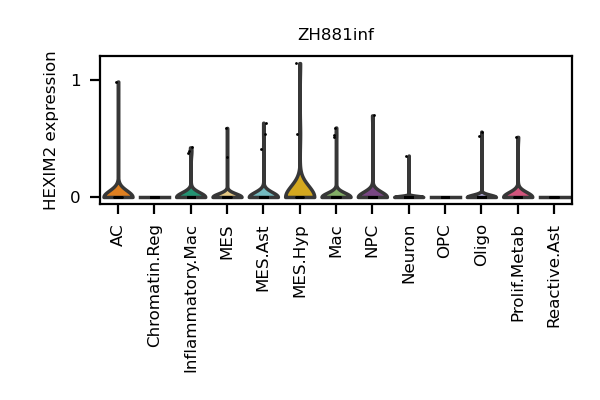 ZH881inf
HEXIM2 expression
1
0
AC
Chromatin.Reg
Inflammatory.Mac
MES
MES.Ast
MES.Hyp
Mac
NPC
Neuron
OPC
Oligo
Prolif.Metab
Reactive.Ast